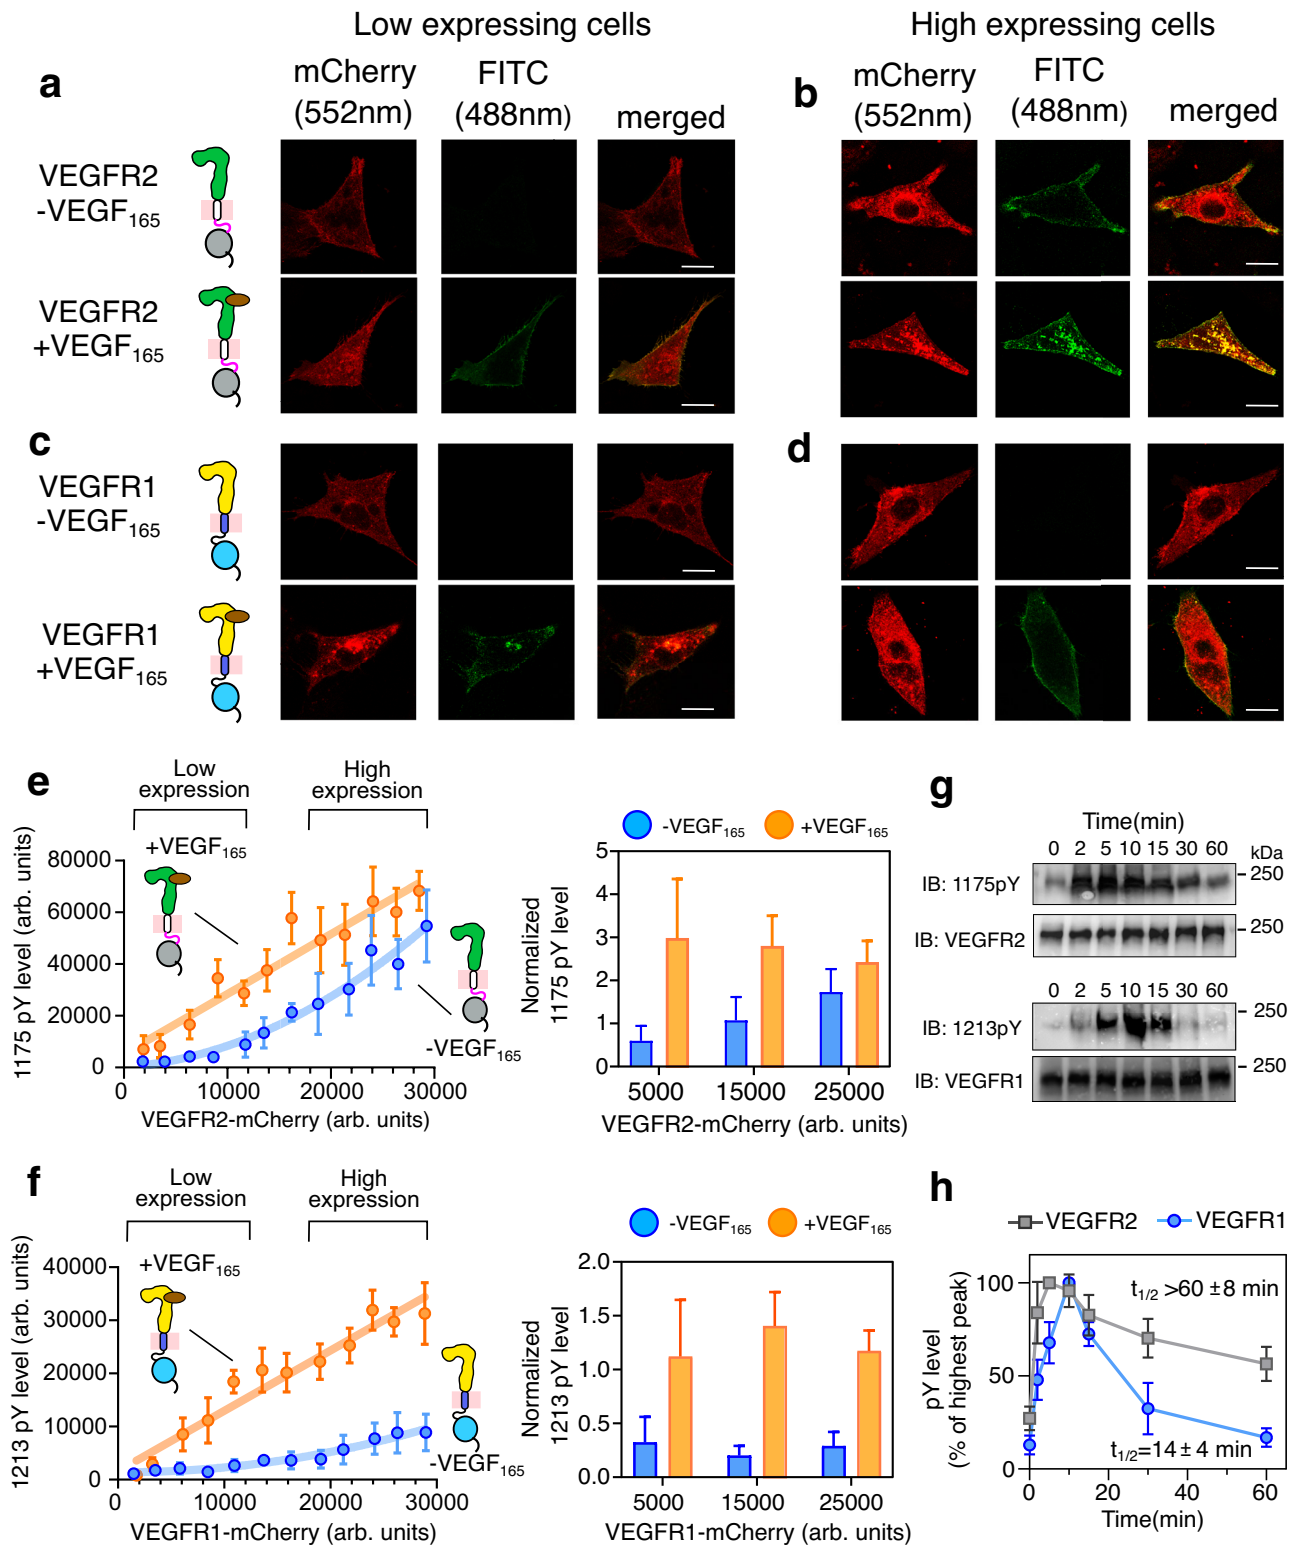 Low expressing cells
High expressing cells
a
mCherry
(552nm)
FITC
(488nm)
merged
b
mCherry
(552nm)
FITC
(488nm)
merged
VEGFR2
-VEGF165
VEGFR2
+VEGF165
c
d
VEGFR1
-VEGF165
VEGFR1
+VEGF165
e
Low
expression
High
expression
+VEGF165
-VEGF165
1175 pY level (arb. units)
80000
60000
40000
20000
0
0
10000
20000
30000
VEGFR2-mCherry (arb. units)
-VEGF165
+VEGF165
Normalized
1175 pY level
5
4
3
2
1
0
5000
15000
25000
VEGFR2-mCherry (arb. units)
g
Time(min)
0 2 5 10 15 30 60
kDa
IB: 1175pY
250
IB: VEGFR2
250
0 2 5 10 15 30 60
IB: 1213pY
250
IB: VEGFR1
250
f
Low
expression
High
expression
+VEGF165
-VEGF165
1213 pY level (arb. units)
40000
30000
20000
10000
0
0
10000
20000
30000
VEGFR1-mCherry (arb. units)
-VEGF165
+VEGF165
Normalized
1213 pY level
2.0
1.5
1.0
0.5
0.0
5000
15000
25000
VEGFR1-mCherry (arb. units)
h
VEGFR2
VEGFR1
pY level
(% of highest peak)
100
50
0
t1/2 >60 ±8 min
t1/2=14 ± 4 min
0
20
40
60
Time(min)